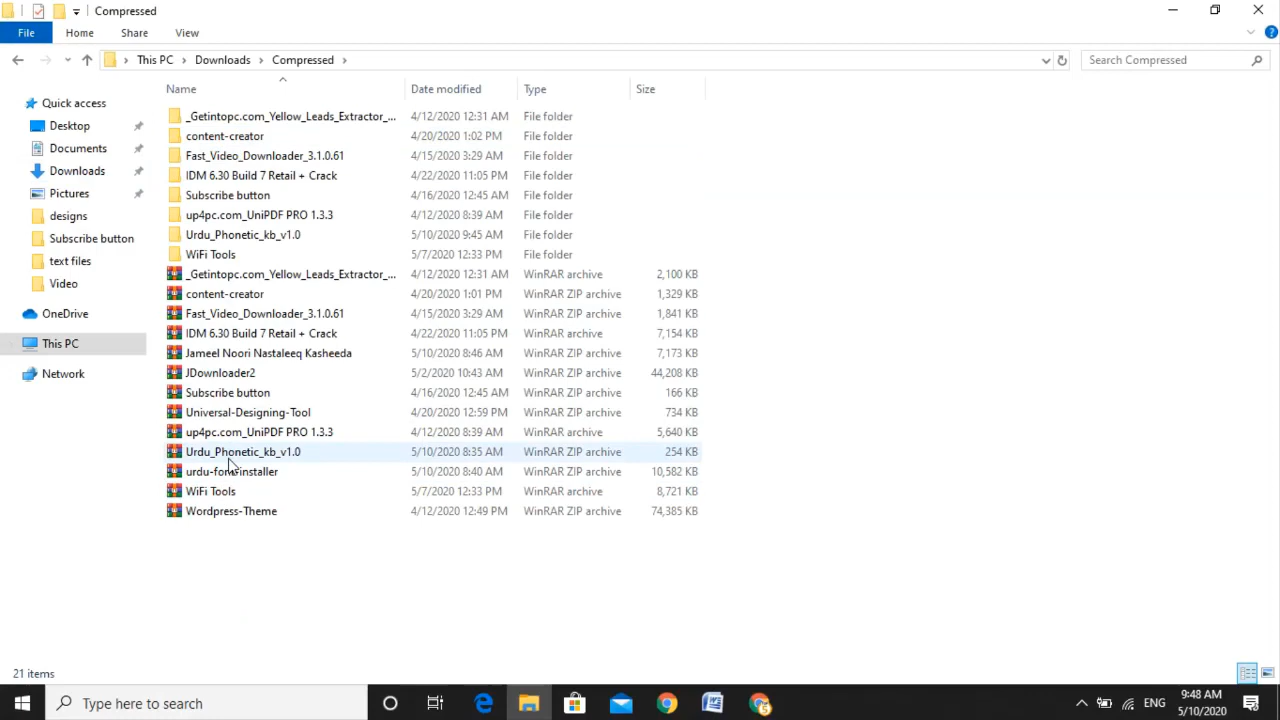 Compressed
File Home Share View
This PC Downloads Compressed Search Compressed
Name Date modified Type Size
Quick access
Desktop
Documents
Downloads
Pictures
designs
Subscribe button
text files
Video
OneDrive
This PC
Network
_Getintopc.com_Yellow_Leads_Extractor_... 4/12/2020 12:31 AM File folder
content-creator 4/20/2020 1:02 PM File folder
Fast_Video_Downloader_3.1.0.61 4/15/2020 3:29 AM File folder
IDM 6.30 Build 7 Retail + Crack 4/22/2020 11:05 PM File folder
Subscribe button 4/16/2020 12:45 AM File folder
up4pc.com_UniPDF PRO 1.3.3 4/12/2020 8:39 AM File folder
Urdu_Phonetic_kb_v1.0 5/10/2020 9:45 AM File folder
WiFi Tools 5/7/2020 12:33 PM File folder
_Getintopc.com_Yellow_Leads_Extractor_... 4/12/2020 12:31 AM WinRAR archive 2,100 KB
content-creator 4/20/2020 1:01 PM WinRAR ZIP archive 1,329 KB
Fast_Video_Downloader_3.1.0.61 4/15/2020 3:29 AM WinRAR ZIP archive 1,841 KB
IDM 6.30 Build 7 Retail + Crack 4/22/2020 11:05 PM WinRAR archive 7,154 KB
Jameel Noori Nastaleeq Kasheeda 5/10/2020 8:46 AM WinRAR ZIP archive 7,173 KB
JDownloader2 5/2/2020 10:43 AM WinRAR ZIP archive 44,208 KB
Subscribe button 4/16/2020 12:45 AM WinRAR ZIP archive 166 KB
Universal-Designing-Tool 4/20/2020 12:59 PM WinRAR ZIP archive 734 KB
up4pc.com_UniPDF PRO 1.3.3 4/12/2020 8:39 AM WinRAR archive 5,640 KB
Urdu_Phonetic_kb_v1.0 5/10/2020 8:35 AM WinRAR ZIP archive 254 KB
urdu-font-installer 5/10/2020 8:40 AM WinRAR ZIP archive 10,582 KB
WiFi Tools 5/7/2020 12:33 PM WinRAR archive 8,721 KB
Wordpress-Theme 4/12/2020 12:49 PM WinRAR ZIP archive 74,385 KB
21 items
Type here to search ENG 9:48 AM
5/10/2020